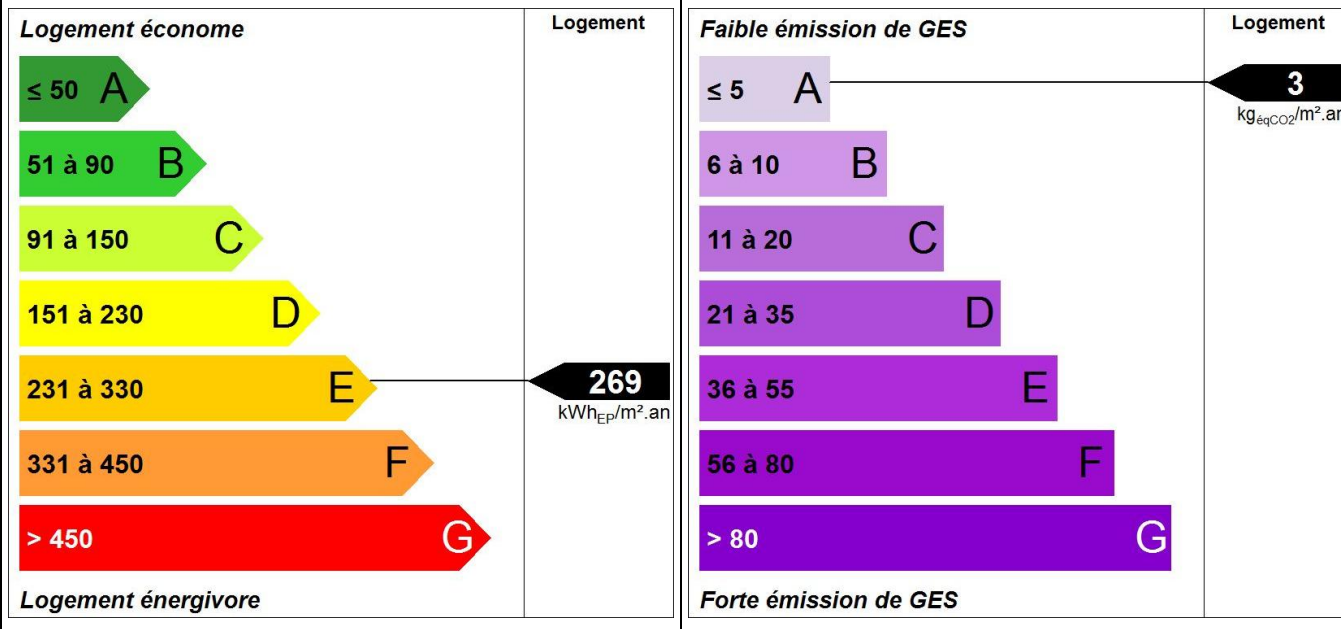 Logement économe
Logement
≤ 50 A
51 à 90 B
91 à 150 C
151 à 230 D
231 à 330 E
269
kWhEP/m².an
331 à 450 F
> 450 G
Logement énergivore
Faible émission de GES
Logement
≤ 5 A
3
kgéqCO2/m².an
6 à 10 B
11 à 20 C
21 à 35 D
36 à 55 E
56 à 80 F
> 80 G
Forte émission de GES